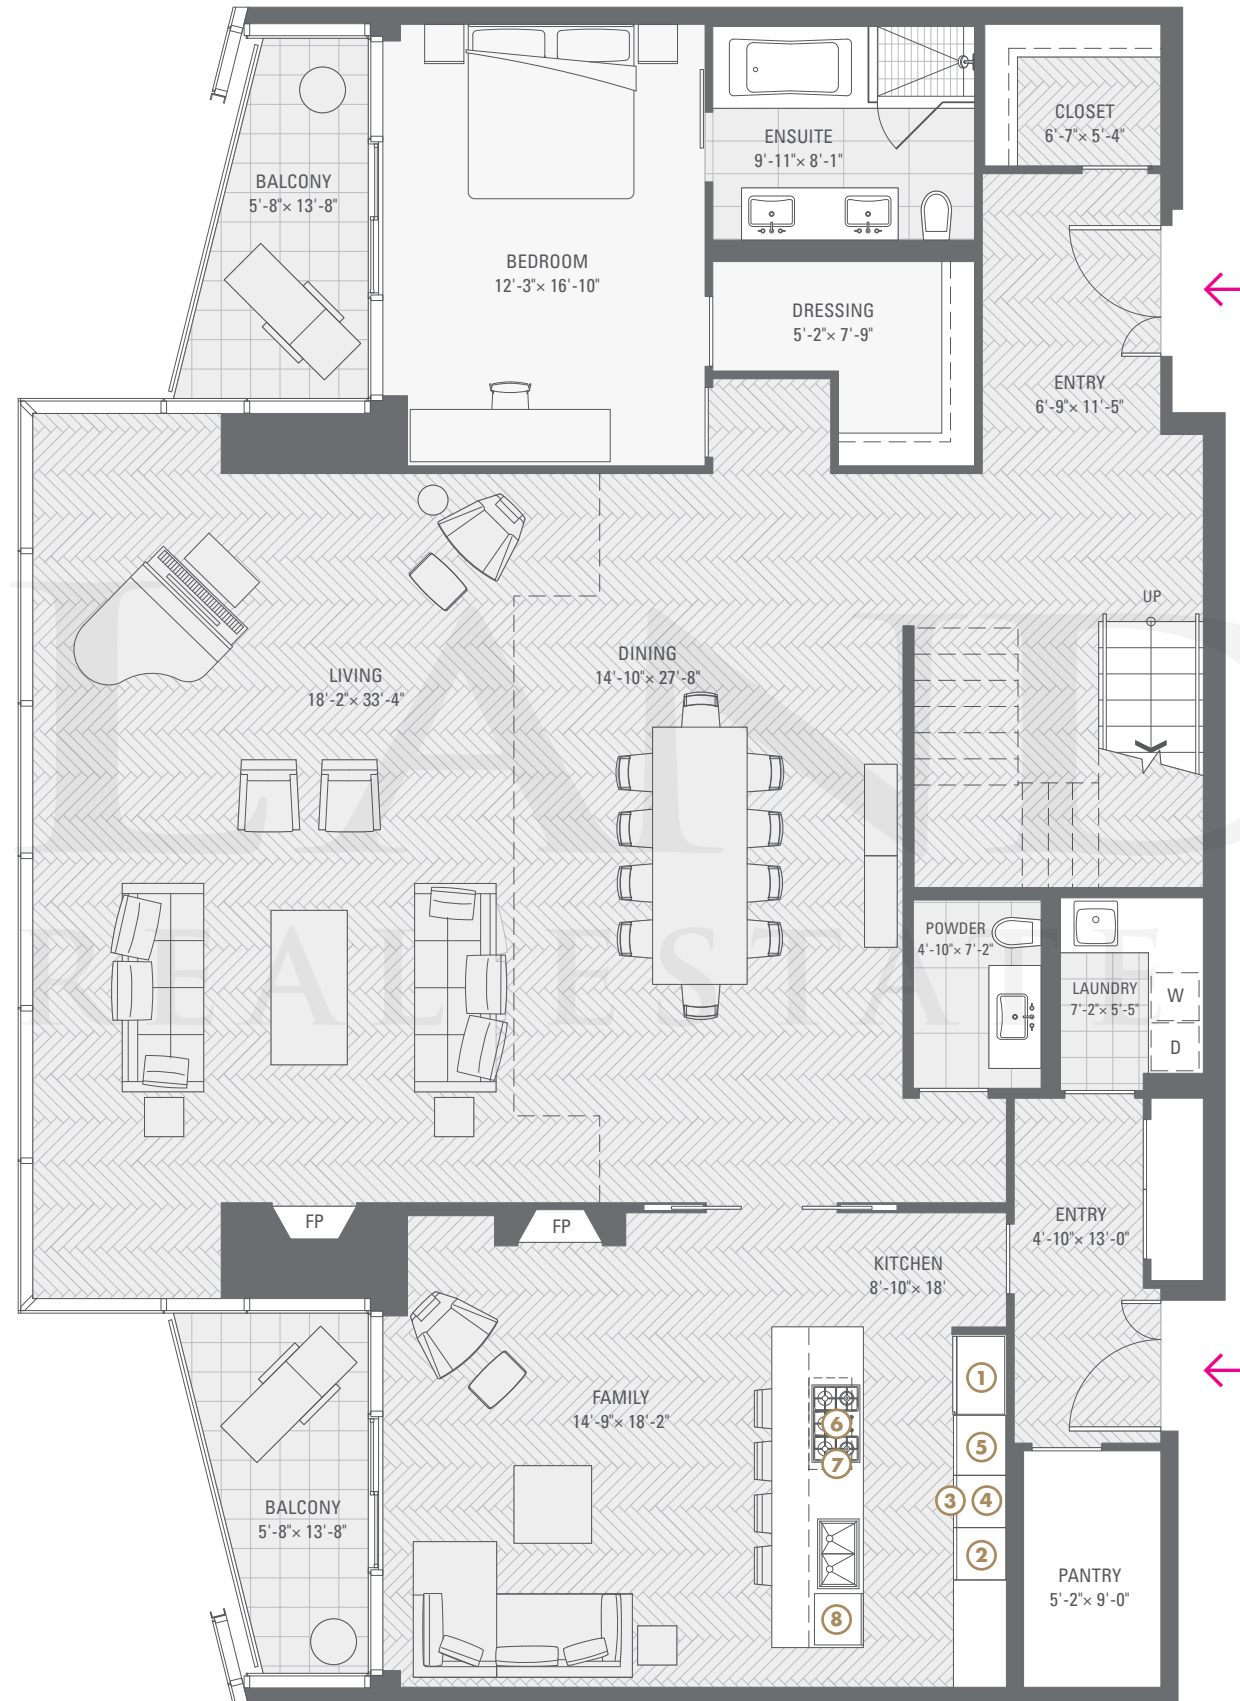 CLOSET
6'-7"× 5'-4"
ENSUITE
9'-11"× 8'-1"
BALCONY
5'-8"× 13'-8"
BEDROOM
12'-3"× 16'-10"
DRESSING
5'-2"× 7'-9"
ENTRY
6'-9"× 11'-5"
UP
DINING
14'-10"× 27'-8"
LIVING
18'-2"× 33'-4"
LAND
REAL ESTATE
POWDER
4'-10"× 7'-2"
LAUNDRY
7'-2"× 5'-5"
W
D
FP
FP
ENTRY
4'-10"× 13'-0"
KITCHEN
8'-10"× 18'
FAMILY
14'-9"× 18'-2"
1
6
5
7
3 4
2
8
BALCONY
5'-8"× 13'-8"
PANTRY
5'-2"× 9'-0"